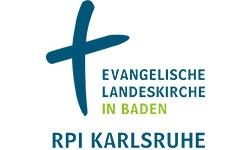 EVANGELISCHE
LANDESKIRCHE
IN BADEN
RPI KARLSRUHE